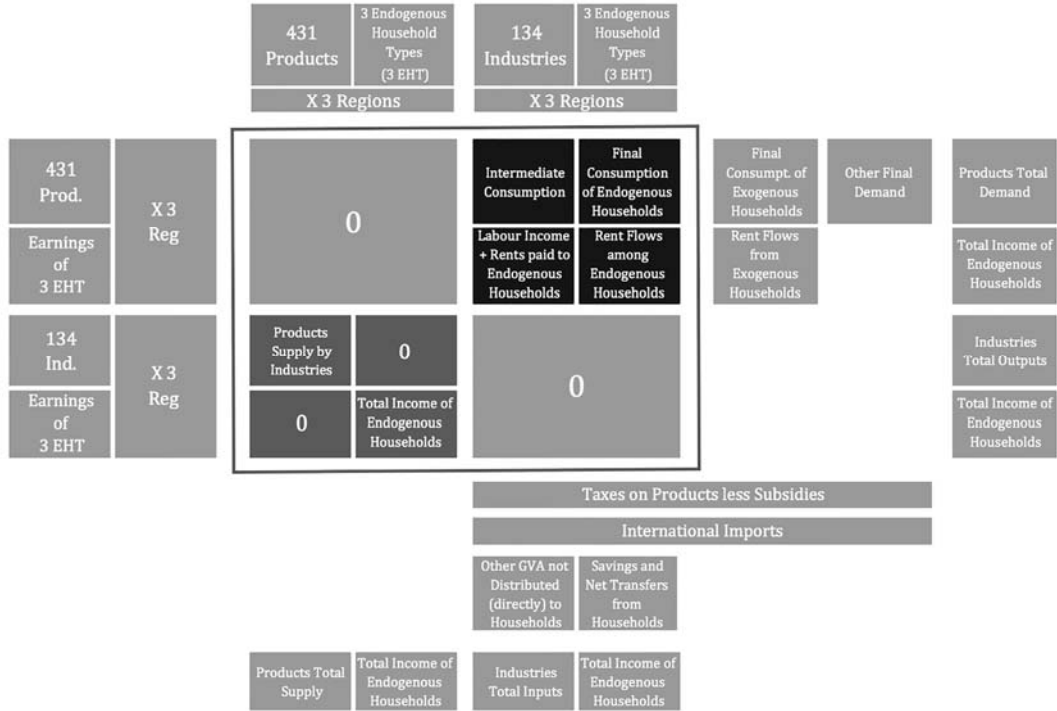 431
Products
3 Endogenous
Household
Types
(3 EHT)
134
Industries
3 Endogenous
Household
Types
(3 EHT)
X 3 Regions
X 3 Regions
431
Prod.
X 3
Reg
Earnings
of
3 EHT
0
Intermediate
Consumption
Final
Consumption
of Endogenous
Households
Labour Income
+ Rents paid to
Endogenous
Households
Rent Flows
among
Endogenous
Households
Final
Consumpt. of
Exogenous
Households
Other Final
Demand
Products Total
Demand
Rent Flows
from
Exogenous
Households
Total Income of
Endogenous
Households
134
Ind.
X 3
Reg
Earnings
of
3 EHT
Products
Supply by
Industries
0
0
Total Income of
Endogenous
Households
0
Industries
Total Outputs
Total Income of
Endogenous
Households
Taxes on Products less Subsidies
International Imports
Other GVA not
Distributed
(directly) to
Households
Savings and
Net Transfers
from
Households
Products Total
Supply
Total Income of
Endogenous
Households
Industries
Total Inputs
Total Income of
Endogenous
Households